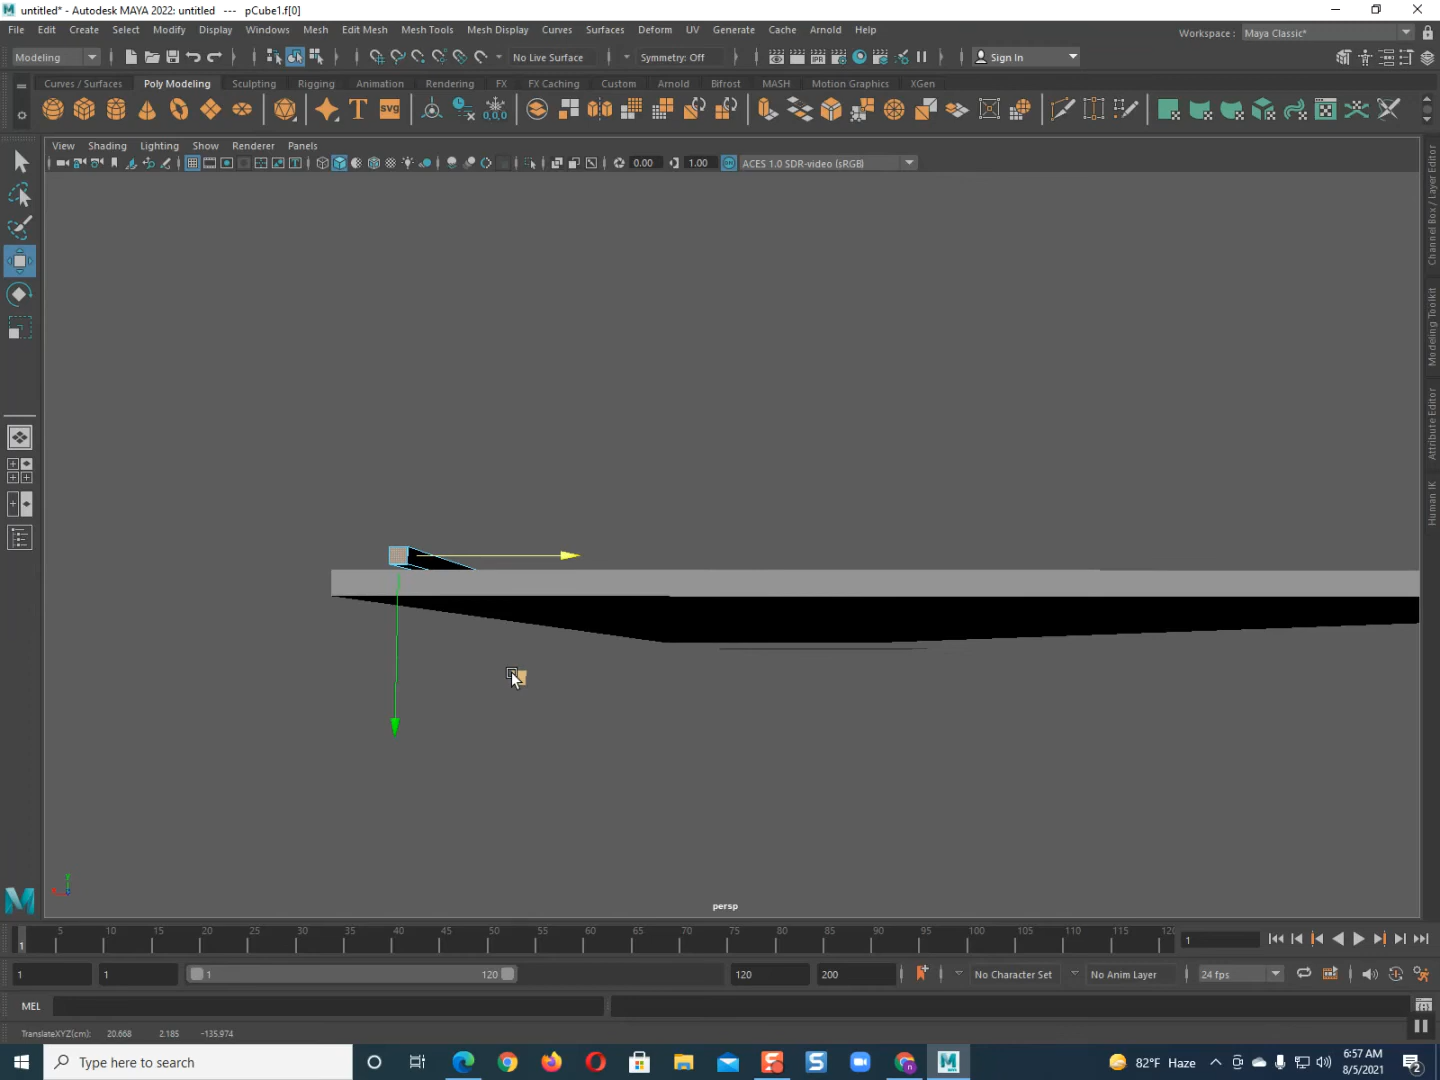 untitled* - Autodesk MAYA 2022: untitled --- pCube1.f[0]
File Edit Create Select Modify Display Windows Mesh Edit Mesh Mesh Tools Mesh Display Curves Surfaces Deform UV Generate Cache Arnold Help Workspace : Maya Classic*
Modeling No Live Surface Symmetry: Off Sign In
Curves / Surfaces Poly Modeling Sculpting Rigging Animation Rendering FX FX Caching Custom Arnold Bifrost MASH Motion Graphics XGen
T SVG 0,0,0
View Shading Lighting Show Renderer Panels
0.00 1.00 ACES 1.0 SDR-video (sRGB)
Channel Box / Layer Editor
Modeling Toolkit
Attribute Editor
Human IK
persp
5 10 15 20 25 30 35 40 45 50 55 60 65 70 75 80 85 90 95 100 105 110 115 120
1 1
1 1 1 120 120 200 No Character Set No Anim Layer 24 fps
MEL
TranslateXYZ(cm): 20.668 2.185 -135.974
Type here to search 82°F Haze 6:57 AM
8/5/2021 2